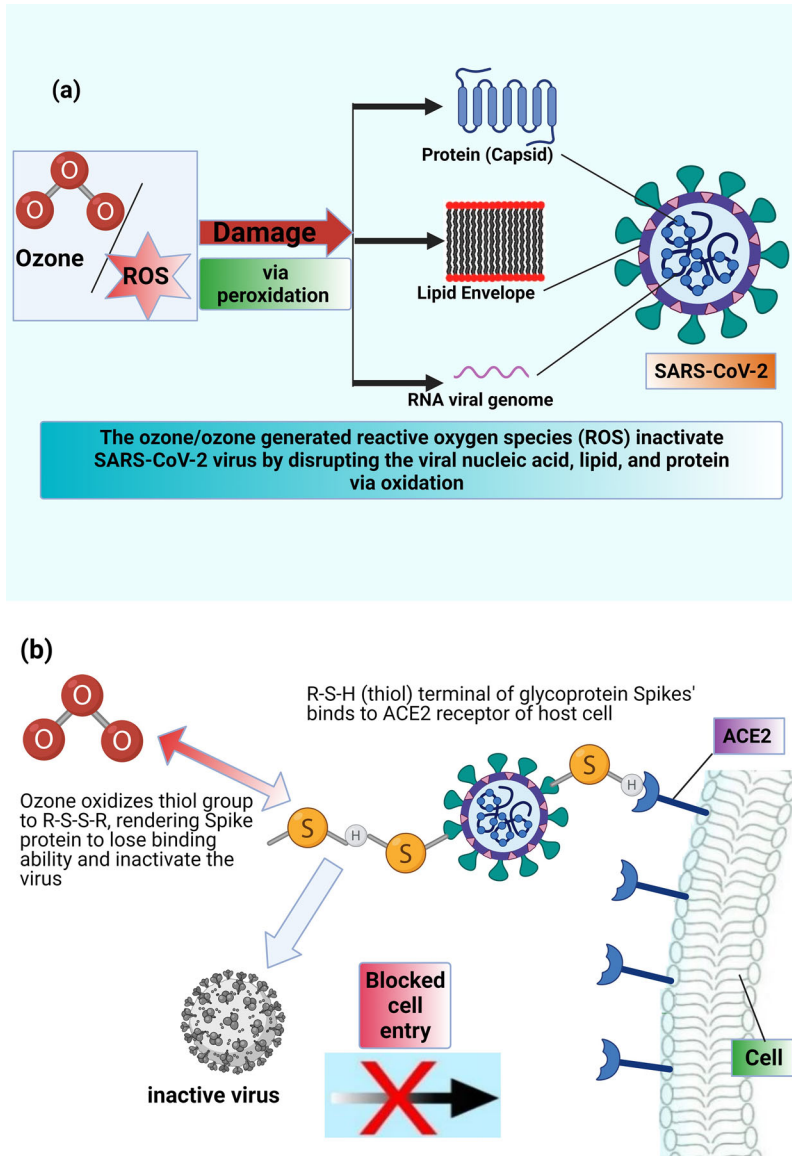 (a)
O
O
O
Ozone
ROS
Damage
via
peroxidation
Protein (Capsid)
Lipid Envelope
RNA viral genome
SARS-CoV-2
The ozone/ozone generated reactive oxygen species (ROS) inactivate
SARS-CoV-2 virus by disrupting the viral nucleic acid, lipid, and protein
via oxidation
(b)
O
O
O
R-S-H (thiol) terminal of glycoprotein Spikes'
binds to ACE2 receptor of host cell
ACE2
S
H
Ozone oxidizes thiol group
to R-S-S-R, rendering Spike
protein to lose binding
ability and inactivate the
virus
S
H
S
Blocked
cell
entry
Cell
inactive virus